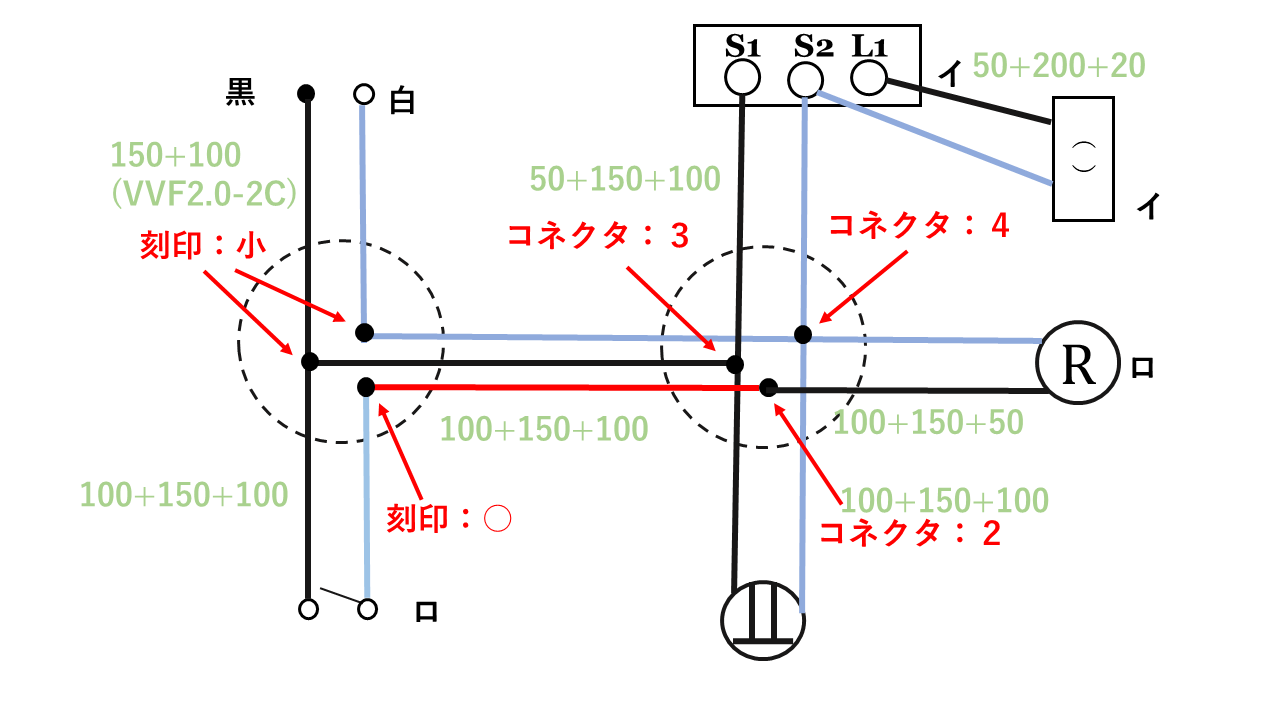 黒
白
S1 S2 L1
イ
50+200+20
( )
イ
150+100
(VVF2.0-2C)
刻印：小
50+150+100
コネクタ：3
コネクタ：4
R
ロ
100+150+100
100+150+50
100+150+100
刻印：○
100+150+100
コネクタ：2
ロ